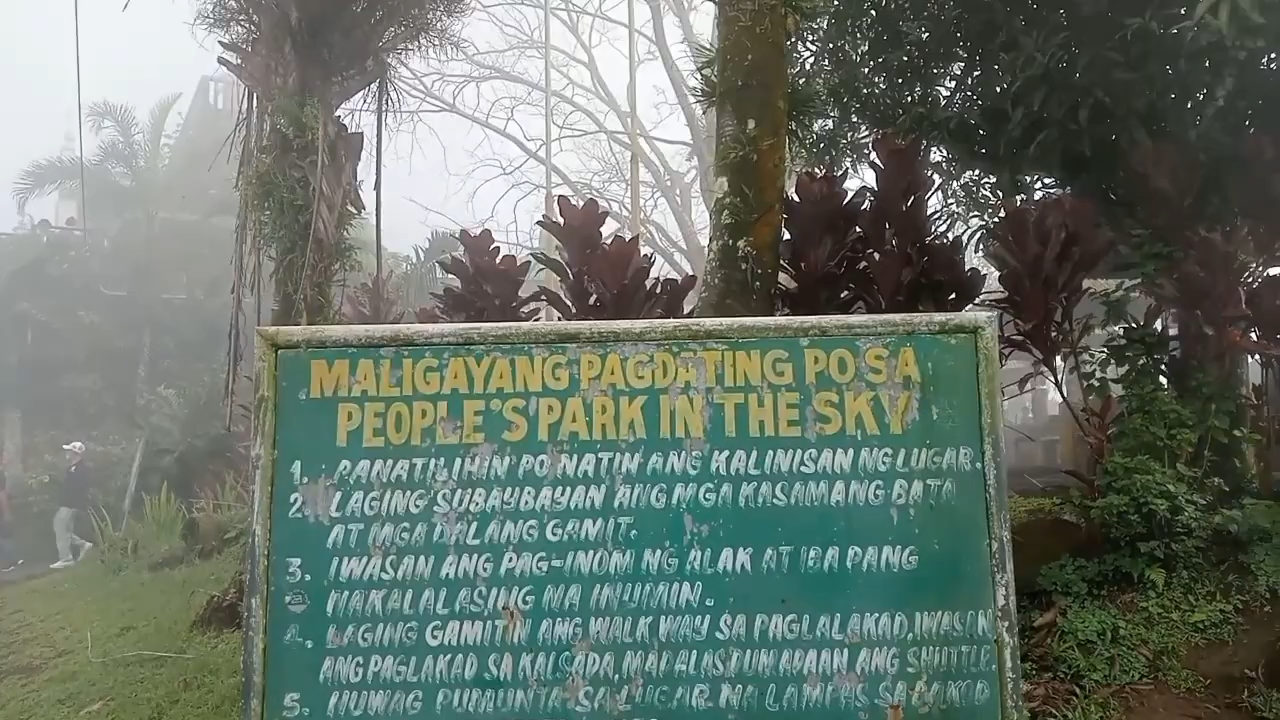 MALIGAYANG PAGDATING PO SA
PEOPLE'S PARK IN THE SKY
1. PANATILIHIN PO NATIN ANG KALINISAN NG LUGAR.
2. LAGING SUBAYBAYAN ANG MGA KASAMANG BATA
AT MGA DALANG GAMIT.
3. IWASAN ANG PAG-INOM NG ALAK AT IBA PANG
NAKALALASING NA INUMIN.
4. LAGING GAMITIN ANG WALK WAY SA PAGLALAKAD, IWASAN
ANG PAGLAKAD SA KALSADA, MADALAS DUMADAAN ANG SHUTTLE.
5. HUWAG PUMUNTA SA LUGAR NA LAMPAS SA BAKOD